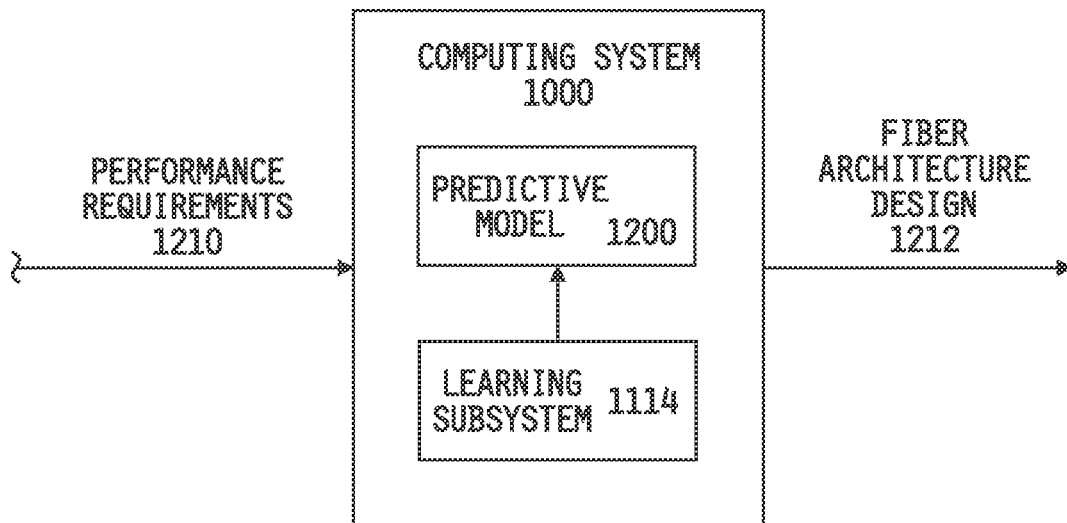 COMPUTING SYSTEM
1000
PERFORMANCE
REQUIREMENTS
1210
PREDICTIVE
MODEL 1200
LEARNING
SUBSYSTEM 1114
FIBER
ARCHITECTURE
DESIGN
1212